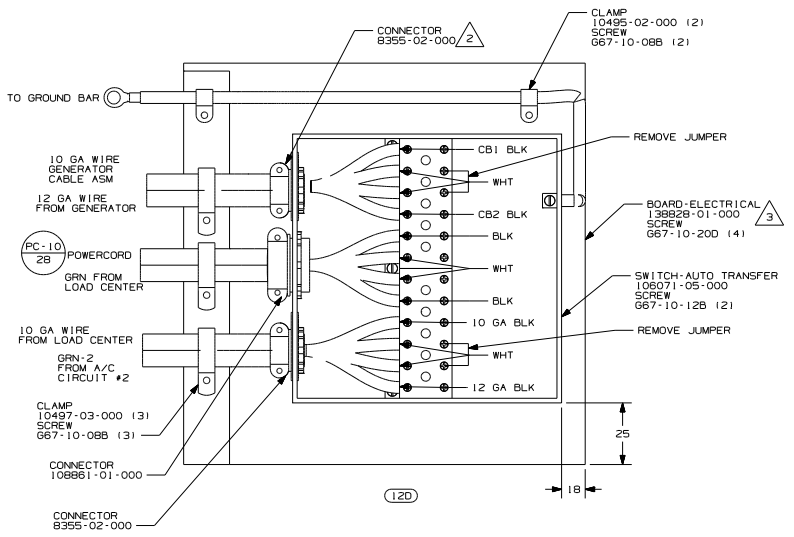 CLAMP
10495-02-000 (2)
SCREW
G67-10-08B (2)
CONNECTOR
8355-02-000
2
TO GROUND BAR
REMOVE JUMPER
CB1 BLK
10 GA WIRE
GENERATOR
CABLE ASM
WHT
12 GA WIRE
FROM GENERATOR
CB2 BLK
BOARD-ELECTRICAL
138828-01-000
SCREW
G67-10-20D (4)
3
BLK
PC-10
28
POWERCORD
WHT
GRN FROM
LOAD CENTER
SWITCH-AUTO TRANSFER
106071-05-000
SCREW
G67-10-12B (2)
BLK
10 GA WIRE
FROM LOAD CENTER
10 GA BLK
REMOVE JUMPER
GRN-2
FROM A/C
CIRCUIT #2
WHT
12 GA BLK
CLAMP
10497-03-000 (3)
SCREW
G67-10-08B (3)
25
CONNECTOR
108861-01-000
18
12D
CONNECTOR
8355-02-000